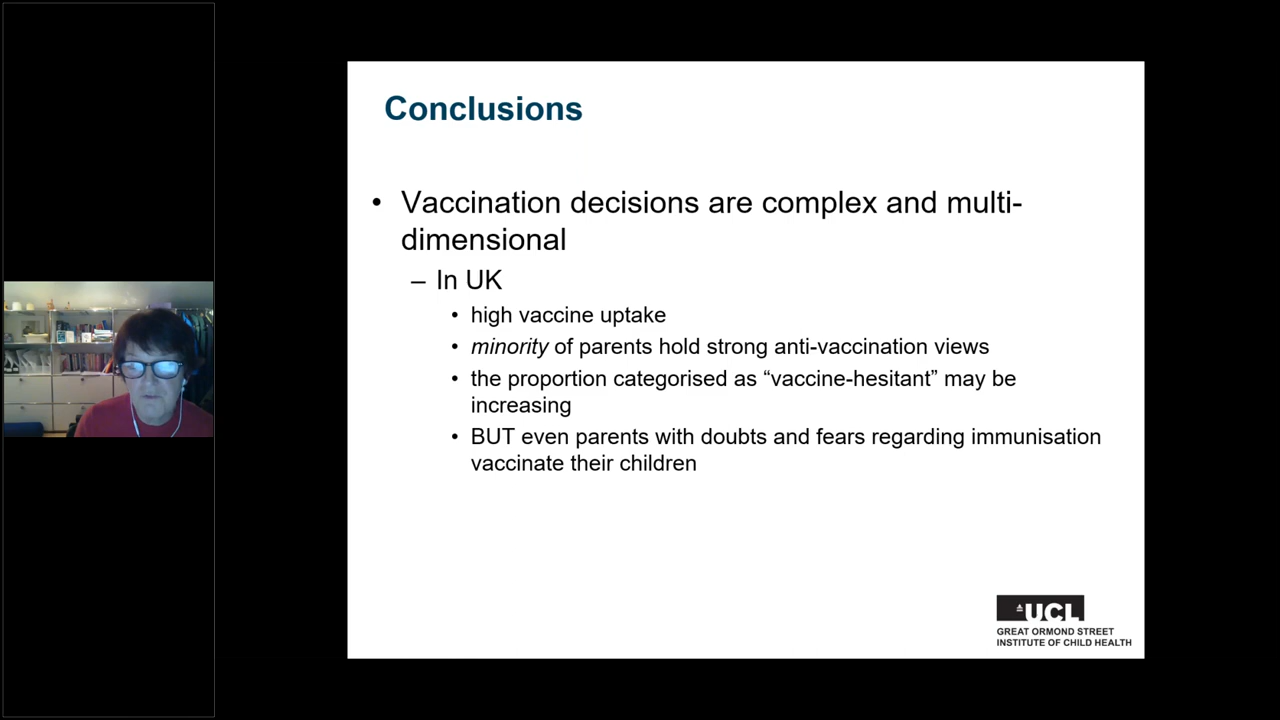 Conclusions
• Vaccination decisions are complex and multi-
dimensional
– In UK
• high vaccine uptake
• minority of parents hold strong anti-vaccination views
• the proportion categorised as “vaccine-hesitant” may be
increasing
• BUT even parents with doubts and fears regarding immunisation
vaccinate their children
UCL
GREAT ORMOND STREET
INSTITUTE OF CHILD HEALTH